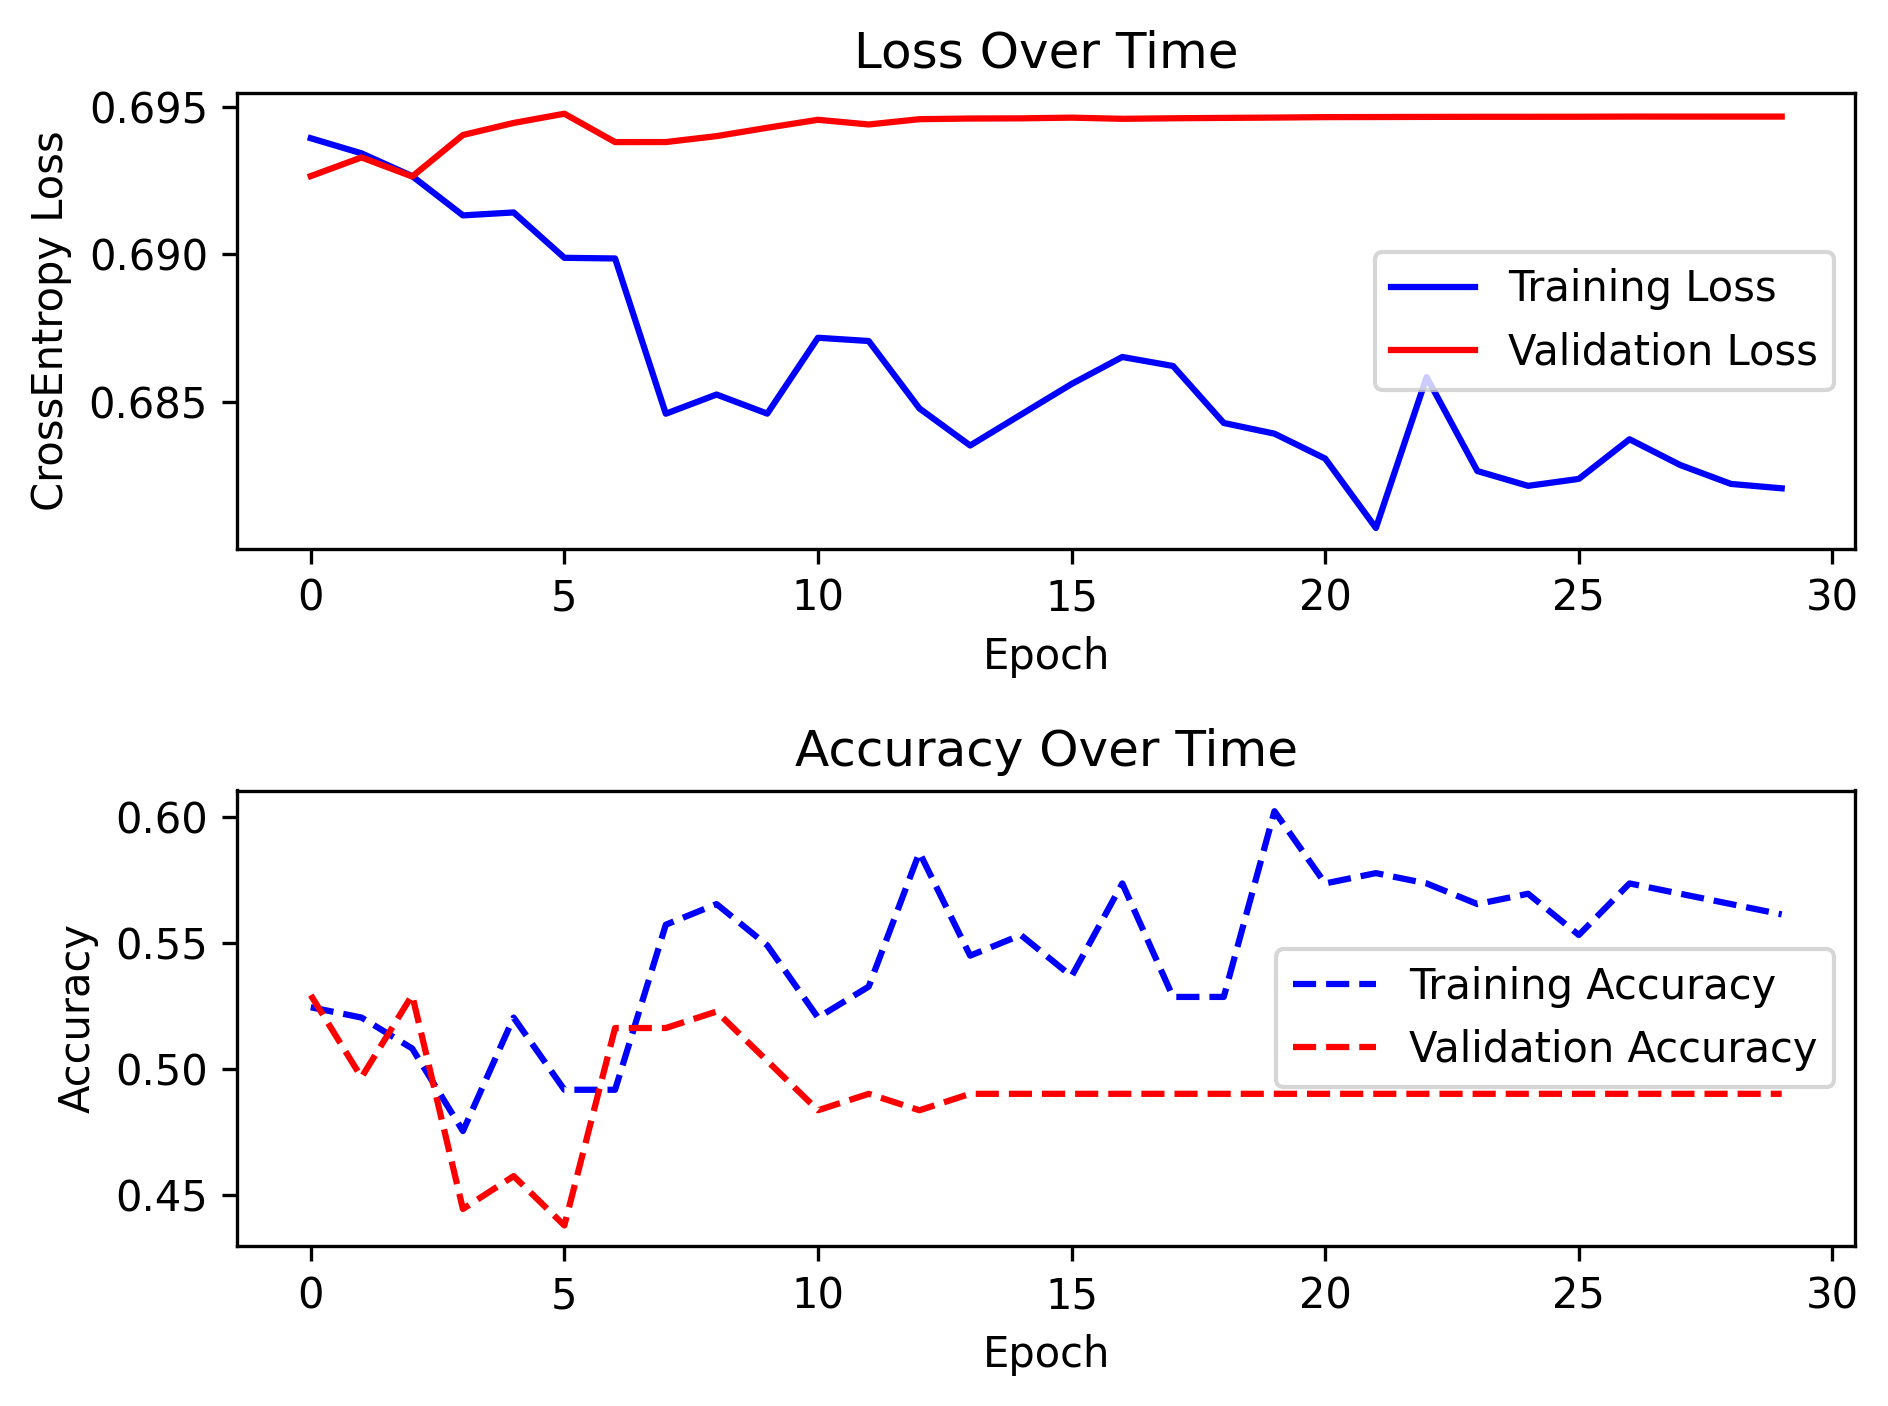 Loss Over Time
CrossEntropy Loss
0.695
0.690
0.685
Training Loss
Validation Loss
0 5 10 15 20 25 30
Epoch
Accuracy Over Time
Accuracy
0.60
0.55
0.50
0.45
Training Accuracy
Validation Accuracy
0 5 10 15 20 25 30
Epoch